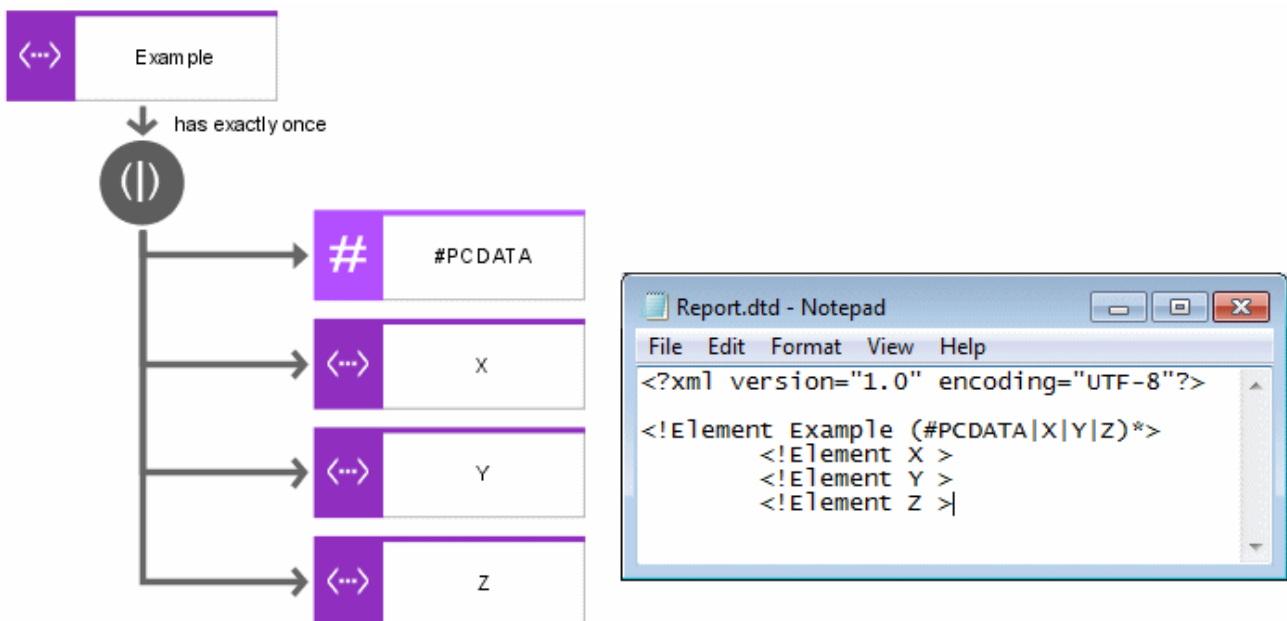 Example
has exactly once
#PCDATA
X
Y
Z
Report.dtd - Notepad
File Edit Format View Help
<?xml version="1.0" encoding="UTF-8"?>
<!Element Example (#PCDATA|X|Y|Z)*>
<!Element X >
<!Element Y >
<!Element Z >